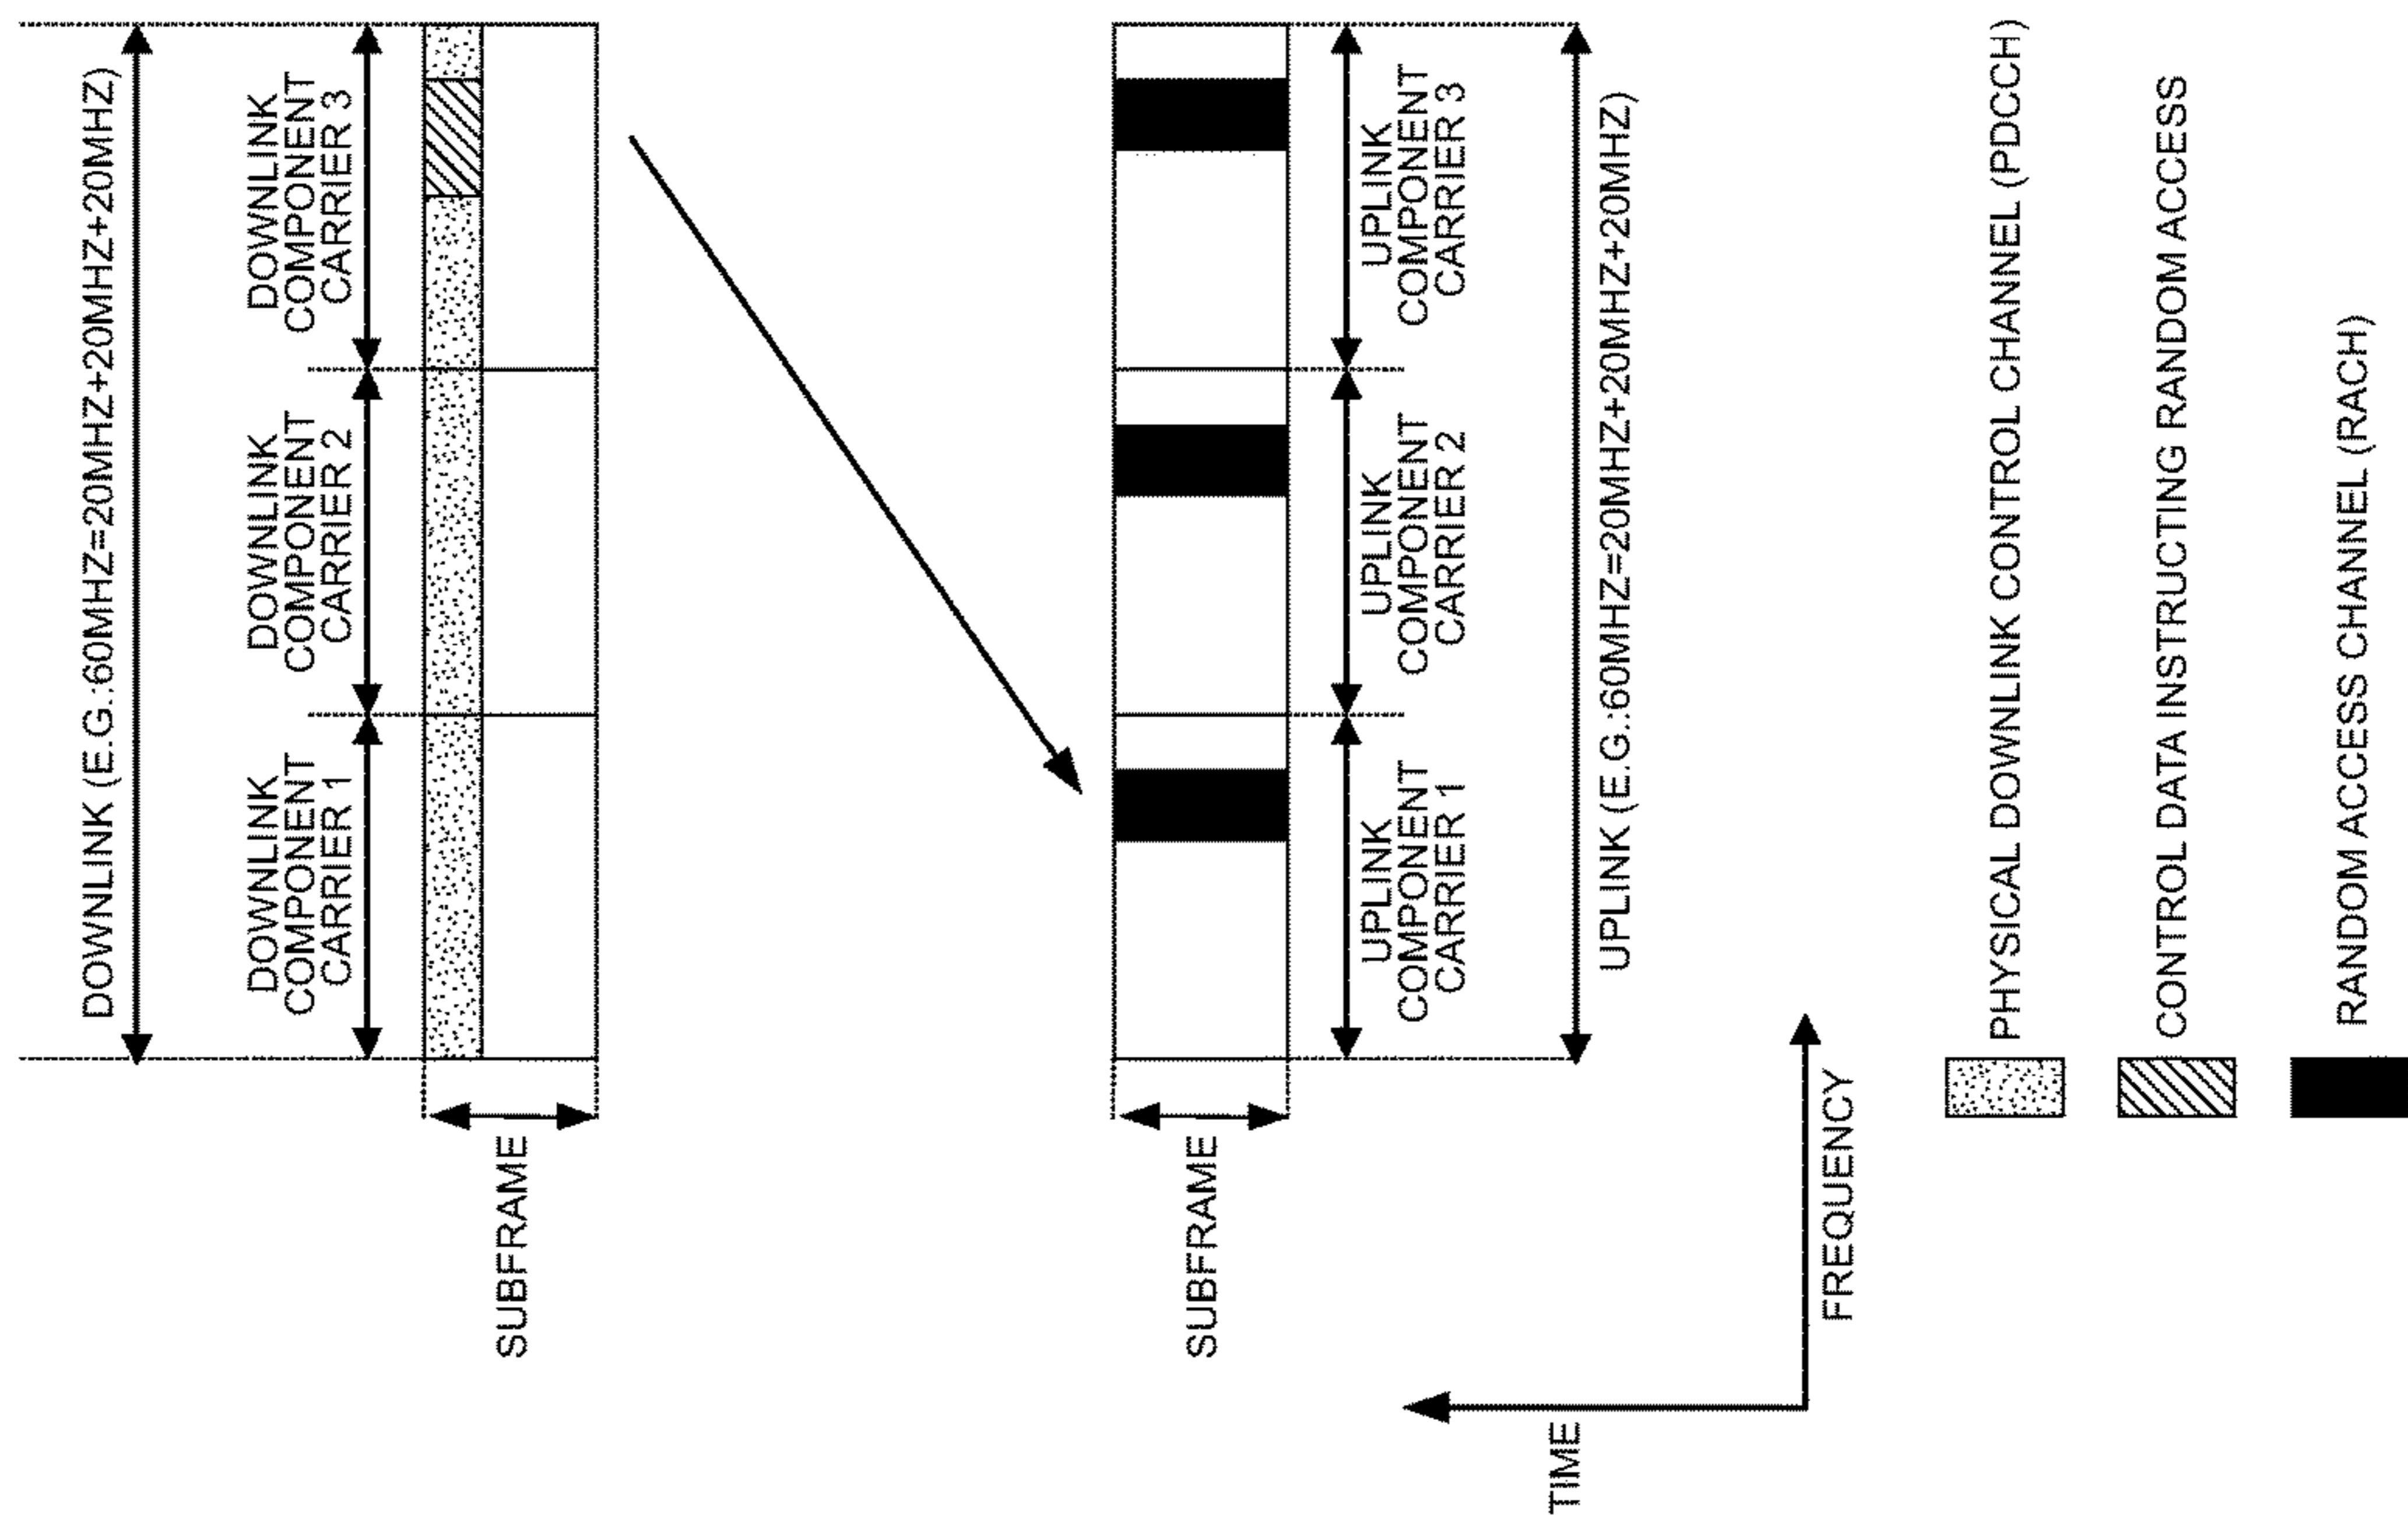 DOWNLINK (E.G.:60MHZ=20MHZ+20MHZ+20MHZ)
DOWNLINK
COMPONENT
CARRIER 1
DOWNLINK
COMPONENT
CARRIER 2
DOWNLINK
COMPONENT
CARRIER 3
SUBFRAME
SUBFRAME
UPLINK
COMPONENT
CARRIER 1
UPLINK
COMPONENT
CARRIER 2
UPLINK
COMPONENT
CARRIER 3
UPLINK (E.G.:60MHZ=20MHZ+20MHZ+20MHZ)
TIME
FREQUENCY
PHYSICAL DOWNLINK CONTROL CHANNEL (PDCCH)
CONTROL DATA INSTRUCTING RANDOM ACCESS
RANDOM ACCESS CHANNEL (RACH)